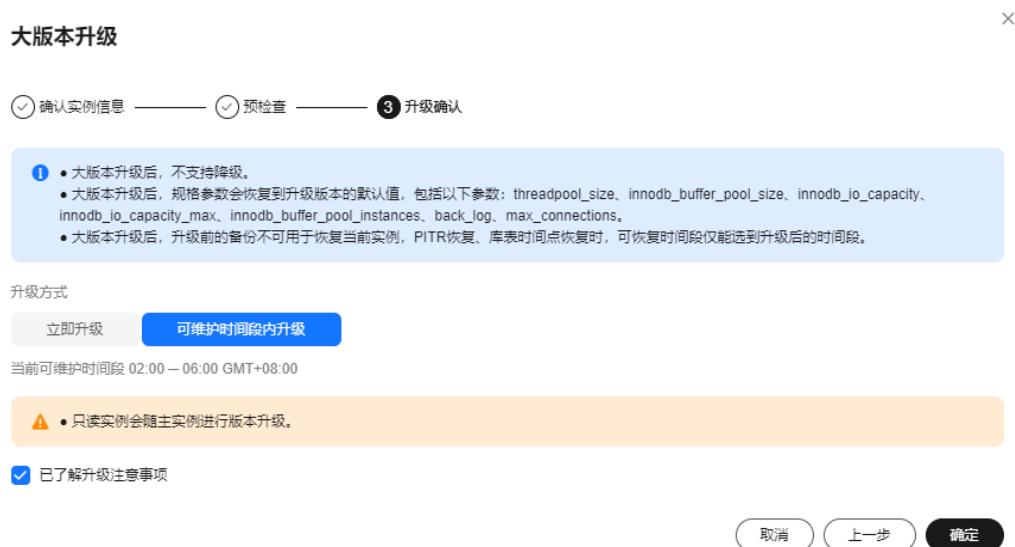 大版本升级
确认实例信息 预检查 3 升级确认
● 大版本升级后，不支持降级。
● 大版本升级后，规格参数会恢复到升级版本的默认值，包括以下参数：threadpool_size、innodb_buffer_pool_size、innodb_io_capacity、
innodb_io_capacity_max、innodb_buffer_pool_instances、back_log、max_connections。
● 大版本升级后，升级前的备份不可用于恢复当前实例，PITR恢复、库表时间点恢复时，可恢复时间段仅能选到升级后的时间段。
升级方式
立即升级 可维护时间段内升级
当前可维护时间段 02:00 — 06:00 GMT+08:00
● 只读实例会随主实例进行版本升级。
已了解升级注意事项
取消 上一步 确定